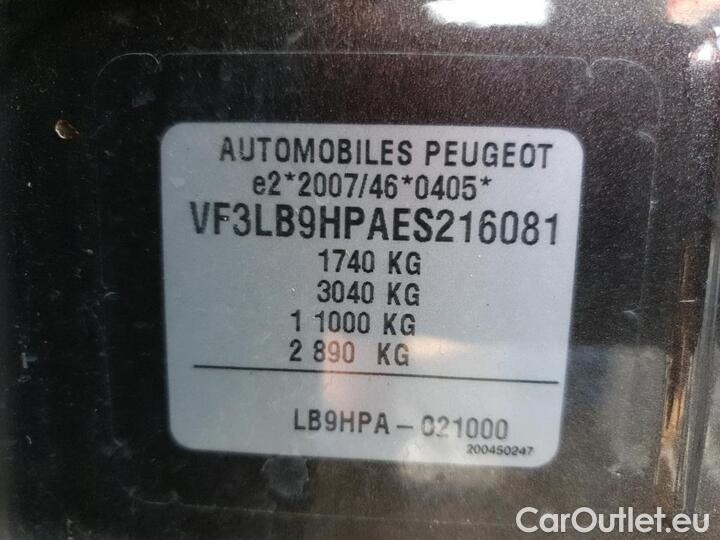 AUTOMOBILES PEUGEOT
e2*2007/46*0405*
VF3LB9HPAES216081
1740 KG
3040 KG
1 1000 KG
2 890 KG
LB9HPA-021000
200450247
CarOutlet.eu